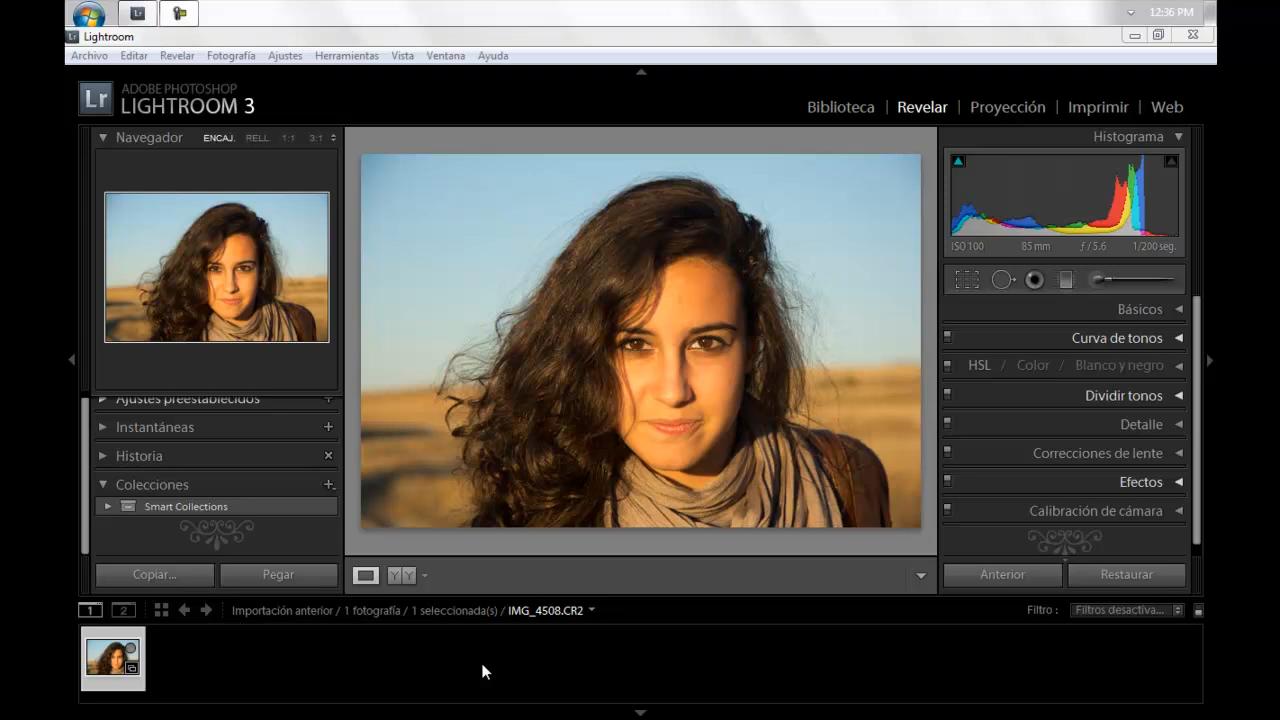 12:36 PM
Lr Lightroom
Archivo Editar Revelar Fotografía Ajustes Herramientas Vista Ventana Ayuda
Lr ADOBE PHOTOSHOP
LIGHTROOM 3
Biblioteca | Revelar | Proyección | Imprimir | Web
Navegador ENCAJ. RELL 1:1 3:1
Histograma
ISO 100 85 mm ƒ / 5.6 1/200 seg.
Básicos
Curva de tonos
HSL / Color / Blanco y negro
Dividir tonos
Detalle
Correcciones de lente
Efectos
Calibración de cámara
Ajustes preestablecidos
Instantáneas
Historia
Colecciones
Smart Collections
Copiar... Pegar
YY
Anterior Restaurar
1 2 Importación anterior / 1 fotografía / 1 seleccionada(s) / IMG_4508.CR2
Filtro : Filtros desactiva...